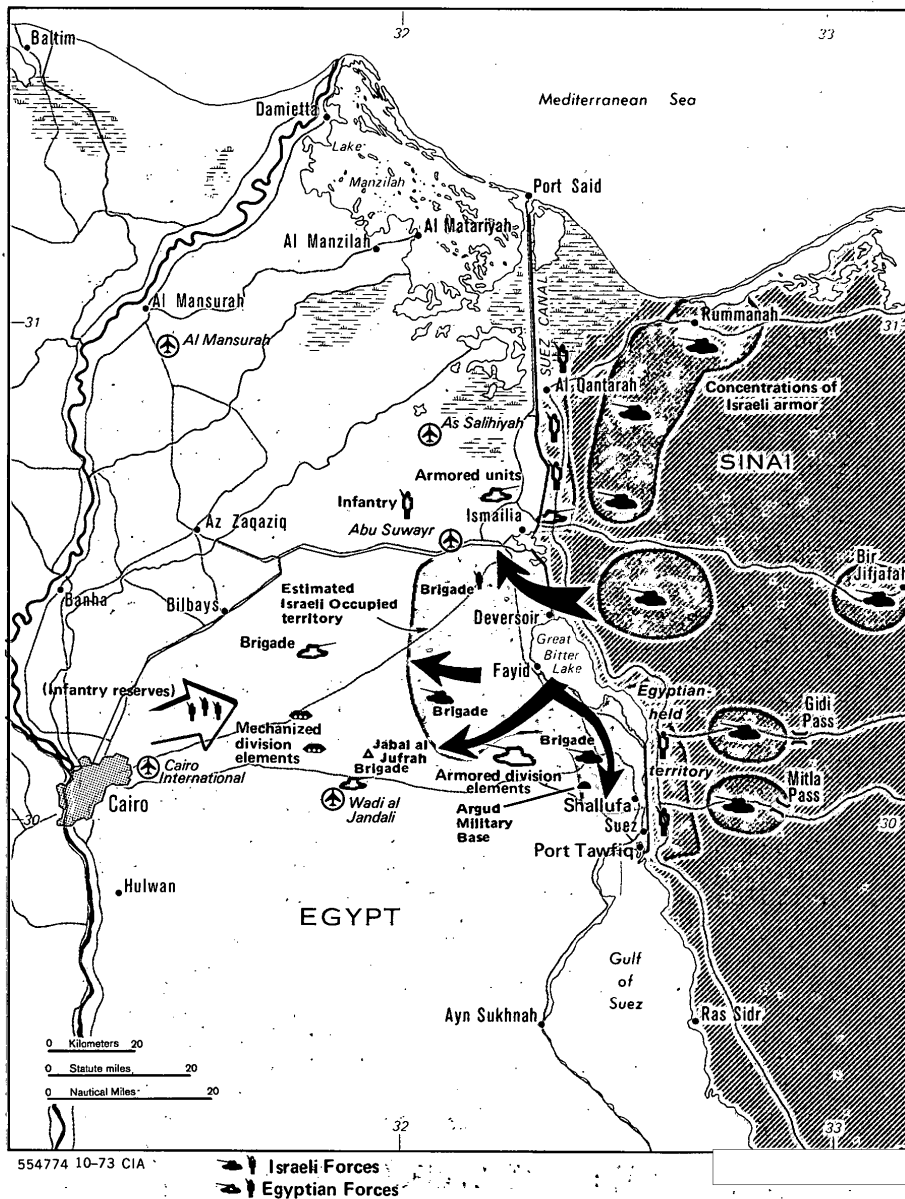 32
33
Baltim
Damietta
Mediterranean Sea
Lake
Manzilah
Port Said
Al Manzilah
Al Matariyah
SUEZ CANAL
Al Mansurah
31
Rummanah
31
Al Mansurah
Al Qantarah
Concentrations of
Israeli armor
As Salihiyah
SINAI
Armored units
Infantry
Ismailia
Az Zaqaziq
Abu Suwayr
Bir
Jifjafah
Banha
Bilbays
Estimated
Israeli Occupied
territory
Brigade
Deversoir
Great
Bitter
Lake
Brigade
Fayid
(Infantry reserves)
Egyptian-
held
territory
Gidi
Pass
Brigade
Mechanized
division
elements
Jabal al
Jufrah
Brigade
Brigade
Armored division
elements
Mitla
Pass
Cairo
International
Cairo
Wadi al
Jandali
Argud
Military
Base
Shallufa
Suez
Port Tawfiq
30
30
Hulwan
EGYPT
Gulf
of
Suez
Ayn Sukhnah
Ras Sidr
0 Kilometers 20
0 Statute miles 20
0 Nautical Miles 20
32
33
554774 10-73 CIA
Israeli Forces
Egyptian Forces